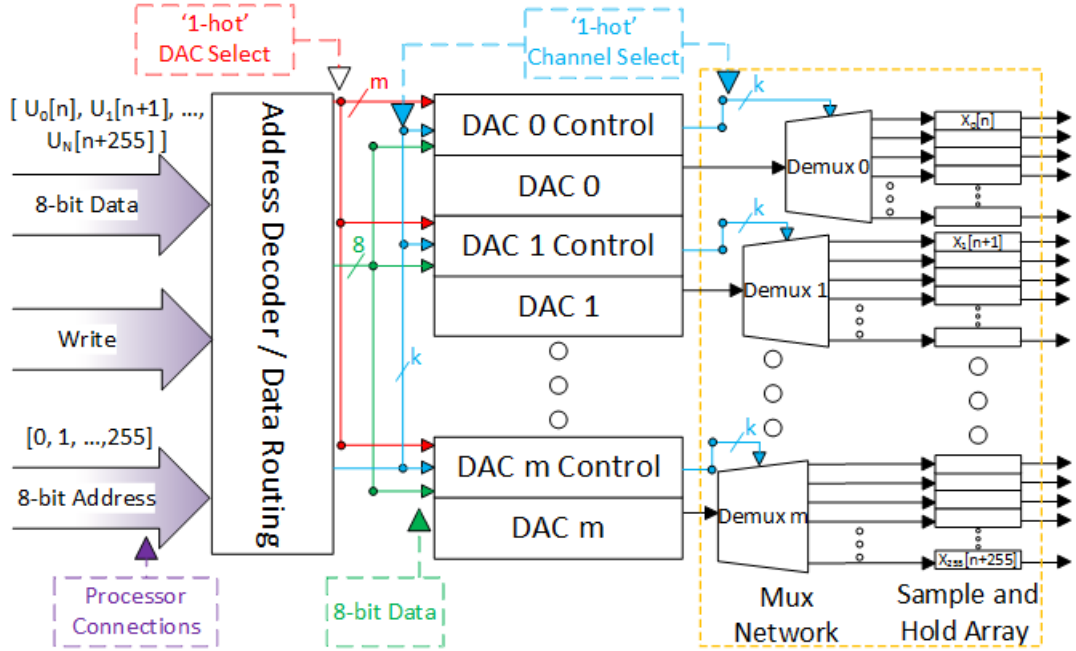 '1-hot'
DAC Select
'1-hot'
Channel Select
m
k
[ U₀[n], U₁[n+1], ...,
U_N[n+255] ]
8-bit Data
Write
[0, 1, ...,255]
8-bit Address
Processor
Connections
Address Decoder / Data Routing
8
k
8-bit Data
DAC 0 Control
DAC 0
DAC 1 Control
DAC 1
DAC m Control
DAC m
Demux 0
X₀[n]
k
Demux 1
X₁[n+1]
k
Demux m
X₂₅₅[n+255]
Mux
Network
Sample and
Hold Array